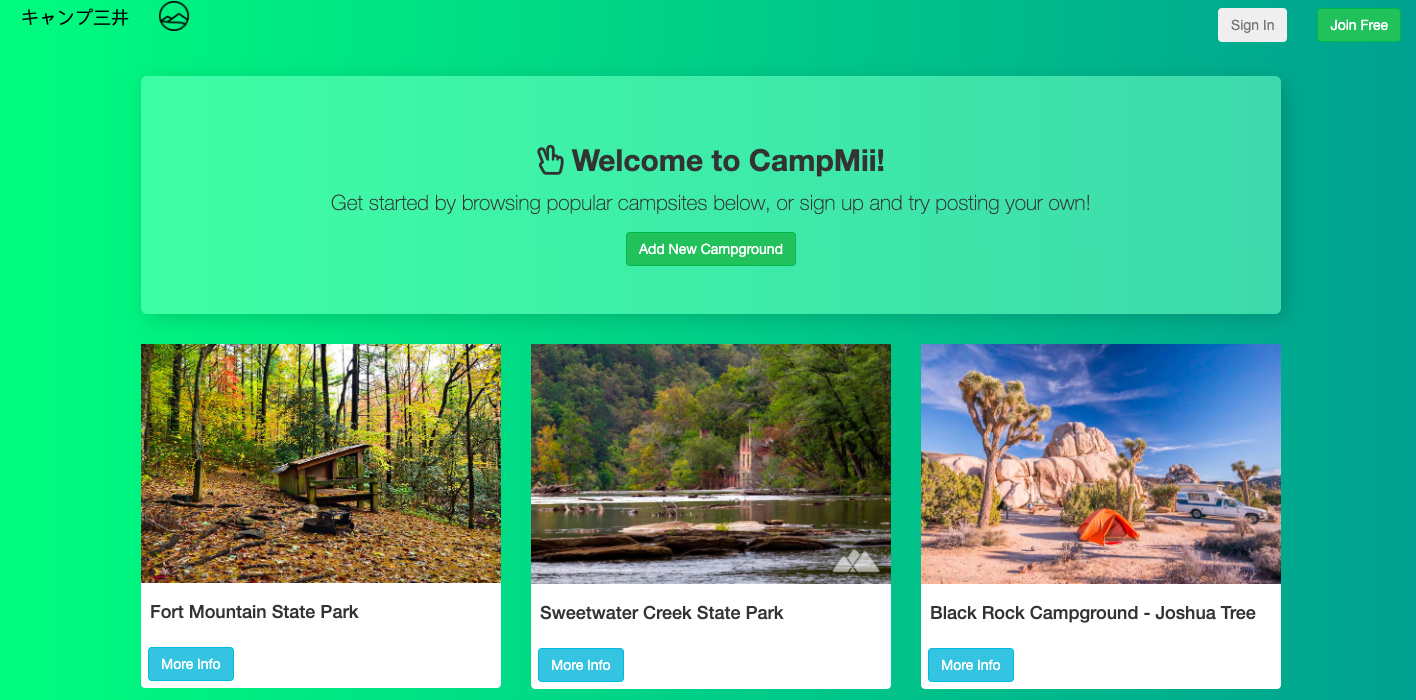 キャンプ三井
Sign In
Join Free
Welcome to CampMii!
Get started by browsing popular campsites below, or sign up and try posting your own!
Add New Campground
Fort Mountain State Park
Sweetwater Creek State Park
Black Rock Campground - Joshua Tree
More Info
More Info
More Info